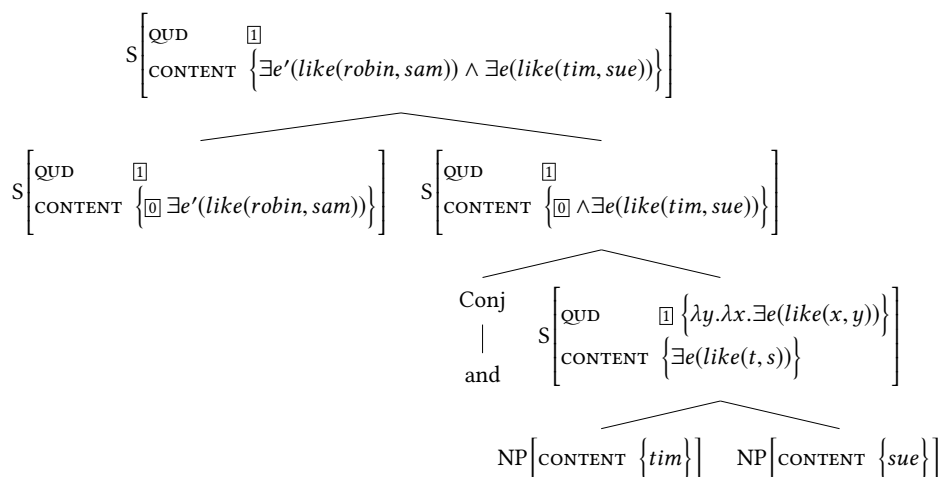 S[QUD [1]
CONTENT {∃e′(like(robin, sam)) ∧ ∃e(like(tim, sue))}]
S[QUD [1]
CONTENT {[0] ∃e′(like(robin, sam))}]
S[QUD [1]
CONTENT {[0] ∧∃e(like(tim, sue))}]
Conj
and
S[QUD [1] {λy.λx.∃e(like(x, y))}
CONTENT {∃e(like(t, s))}]
NP[CONTENT {tim}] NP[CONTENT {sue}]